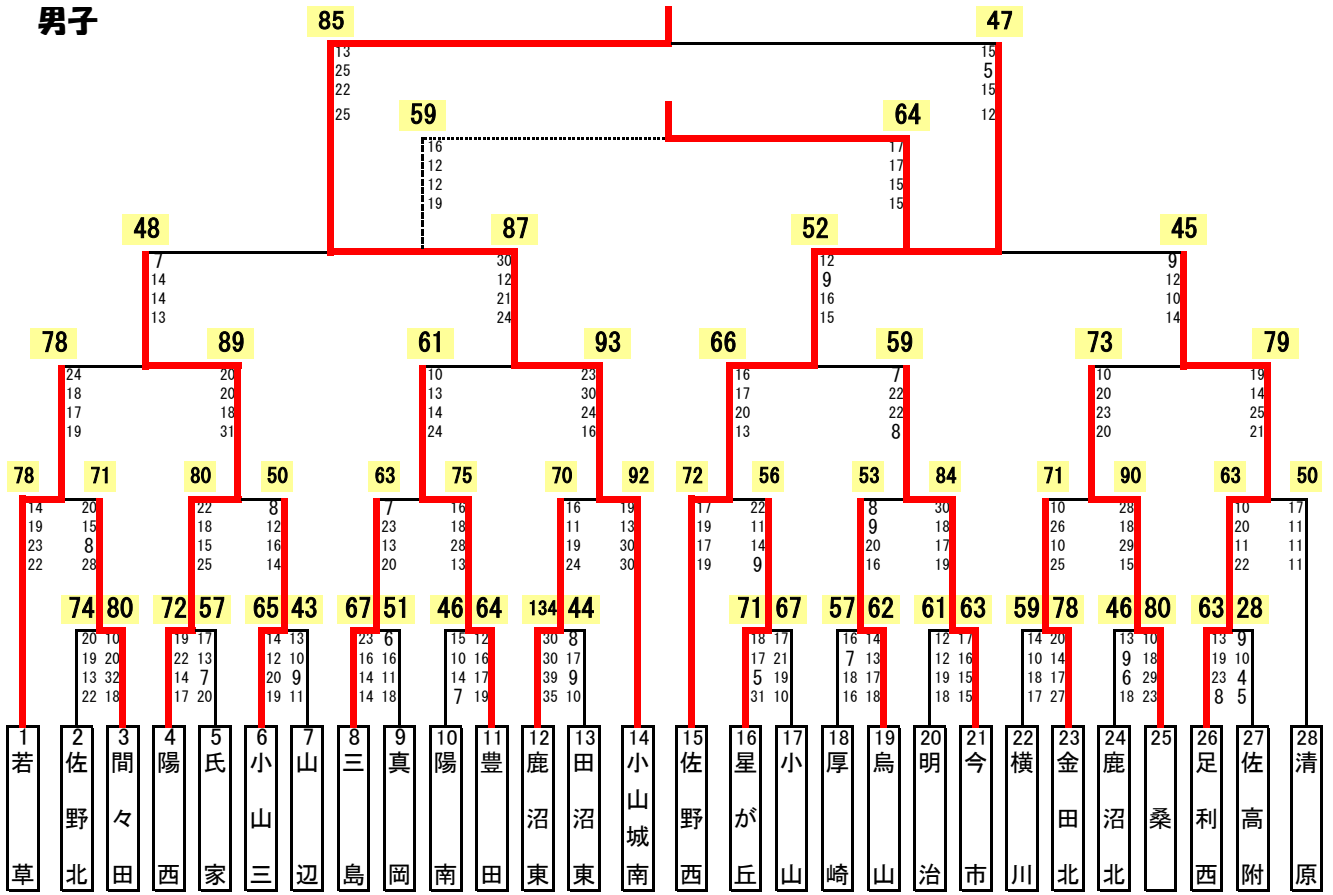 男子
85 47
13 15
25 5
22 15
25 12
59 64
16 17
12 17
12 15
19 15
48 87 52 45
7 30 12 9
14 12 9 12
14 21 16 10
13 24 15 14
78 89 61 93 66 59 73 79
24 20 10 23 16 7 10 19
18 20 13 30 17 22 20 14
17 18 14 24 20 22 23 25
19 31 24 16 13 8 20 21
78 71 80 50 63 75 70 92 72 56 53 84 71 90 63 50
14 20 22 8 7 16 16 19 17 22 8 30 10 28 10 17
19 15 18 12 23 18 11 13 19 11 9 18 26 18 20 11
23 8 15 16 13 28 19 30 17 14 20 17 10 29 11 11
22 28 25 14 20 13 24 30 19 9 16 19 25 15 22 11
74 80 72 57 65 43 67 51 46 64 134 44 71 67 57 62 61 63 59 78 46 80 63 28
20 10 19 17 14 13 23 6 15 12 30 8 18 17 16 14 12 17 14 20 13 10 13 9
19 20 22 13 12 10 16 16 10 16 30 17 17 21 7 13 12 16 10 14 9 18 19 10
13 32 14 7 20 9 14 11 14 17 39 9 5 19 18 17 19 15 18 17 6 29 23 4
22 18 17 20 19 11 14 18 7 19 35 10 31 10 16 18 18 15 17 27 18 23 8 5
1 若草
2 佐野北
3 間々田
4 陽西
5 氏家
6 小山三
7 山辺
8 三島
9 真岡
10 陽南
11 豊田
12 鹿沼東
13 田沼東
14 小山城南
15 佐野西
16 星が丘
17 小山
18 厚崎
19 烏山
20 明治
21 今市
22 横川
23 金田北
24 鹿沼北
25 桑
26 足利西
27 佐高附
28 清原